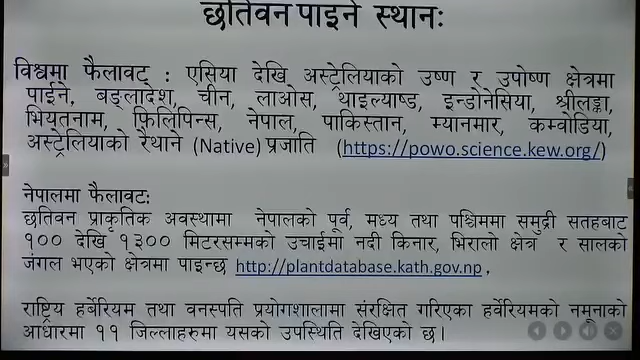 छतिवन पाइने स्थानः
विश्वमा फैलावट् : एसिया देखि अस्ट्रेलियाको उष्ण र उपोष्ण क्षेत्रमा
पाईने, बङ्लादेश, चीन, लाओस, थाइल्याण्ड, इन्डोनेसिया, श्रीलङ्का,
भियतनाम, फ़िलिपिन्स, नेपाल, पाकिस्तान, म्यानमार, कम्वोडिया,
अस्ट्रेलियाको रैथाने (Native) प्रजाति (https://powo.science.kew.org/)
नेपालमा फैलावटः
छतिवन प्राकृतिक अवस्थामा नेपालको पूर्व, मध्य तथा पश्चिममा समुद्री सतहबाट
१०० देखि १३०० मिटरसम्मको उचाईमा नदी किनार, भिरालो क्षेत्र र सालको
जंगल भएको क्षेत्रमा पाइन्छ http://plantdatabase.kath.gov.np ,
राष्ट्रिय हर्बेरियम तथा वनस्पति प्रयोगशालामा संरक्षित गरिएका हर्वेरियमको नमूनाको
आधारमा ११ जिल्लाहरुमा यसको उपस्थिति देखिएको छ।